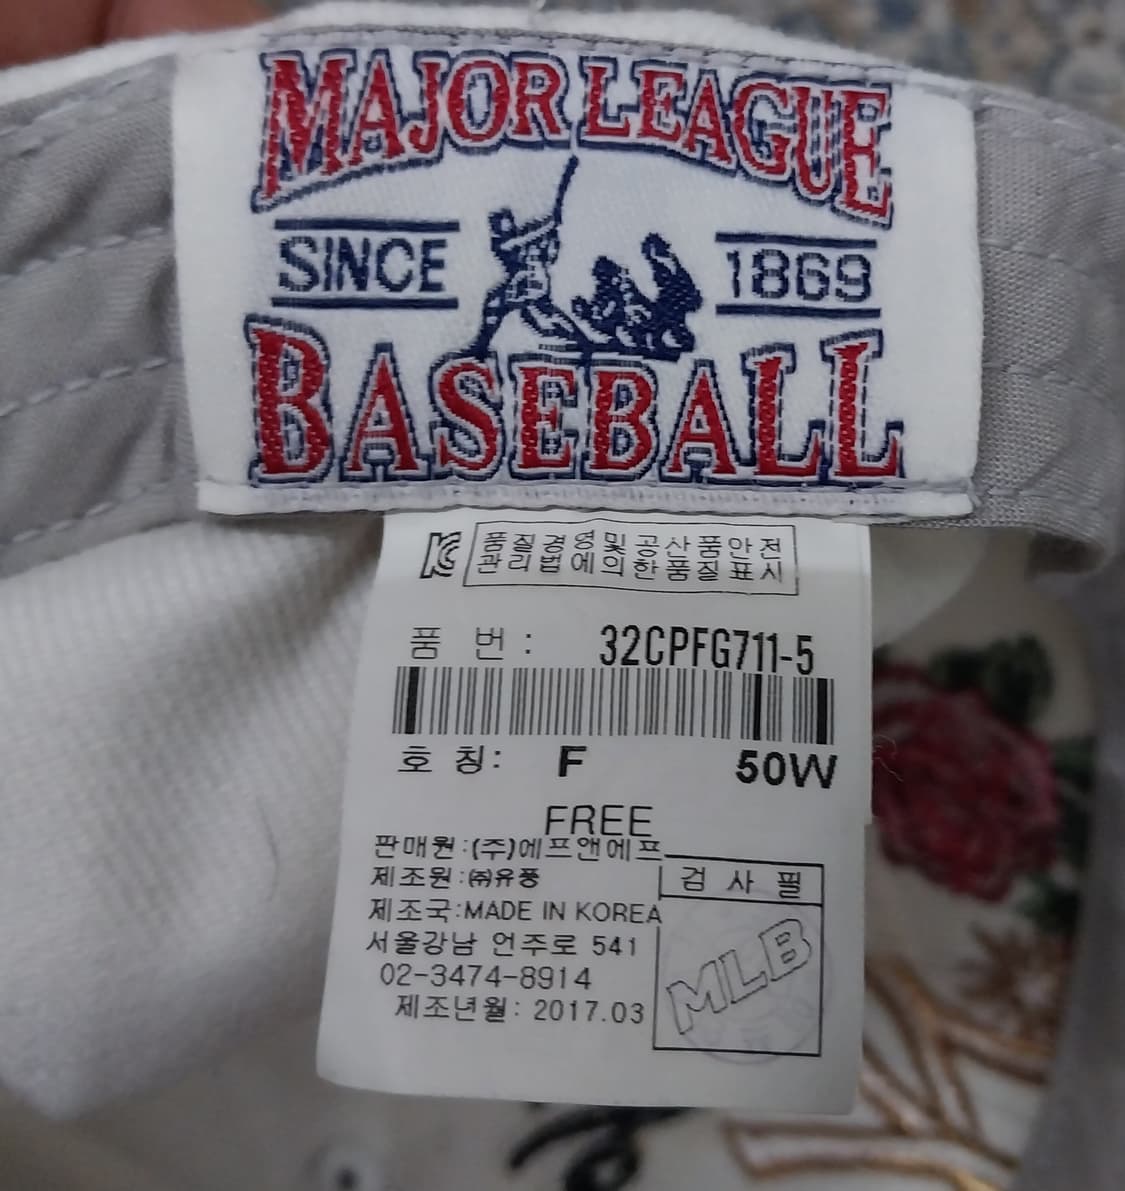 MAJOR LEAGUE
SINCE 1869
BASEBALL
품질경영및공산품안전
관리법에의한품질표시
품 번 : 32CPFG711-5
호 칭: F 50W
FREE
판매원:(주)에프앤에프
제조원:㈜유풍
검 사 필
제조국:MADE IN KOREA
서울강남 언주로 541
MLB
02-3474-8914
제조년월: 2017.03